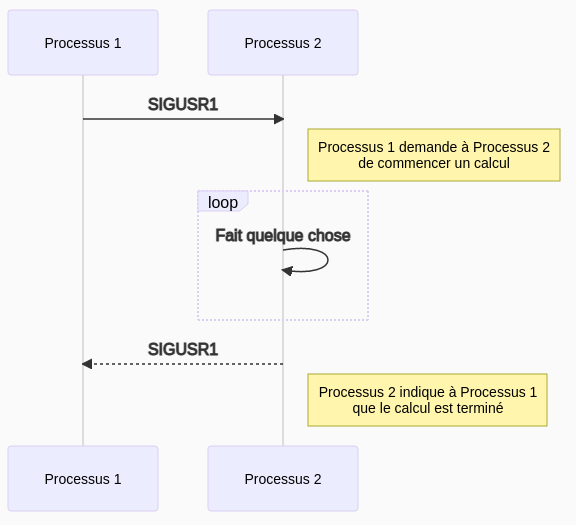 Processus 1
Processus 2
SIGUSR1
Processus 1 demande à Processus 2
de commencer un calcul
loop
Fait quelque chose
SIGUSR1
Processus 2 indique à Processus 1
que le calcul est terminé
Processus 1
Processus 2